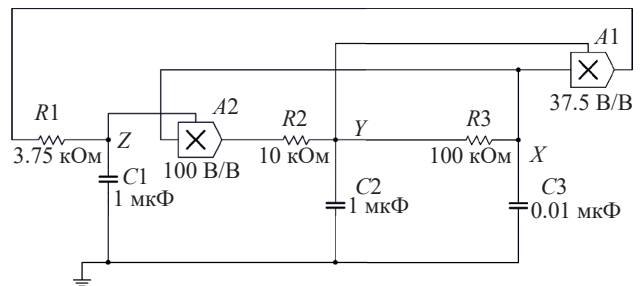 A1
37.5 В/В
R1
3.75 кОм
Z
A2
100 В/В
R2
10 кОм
Y
R3
100 кОм
X
C1
1 мкФ
C2
1 мкФ
C3
0.01 мкФ